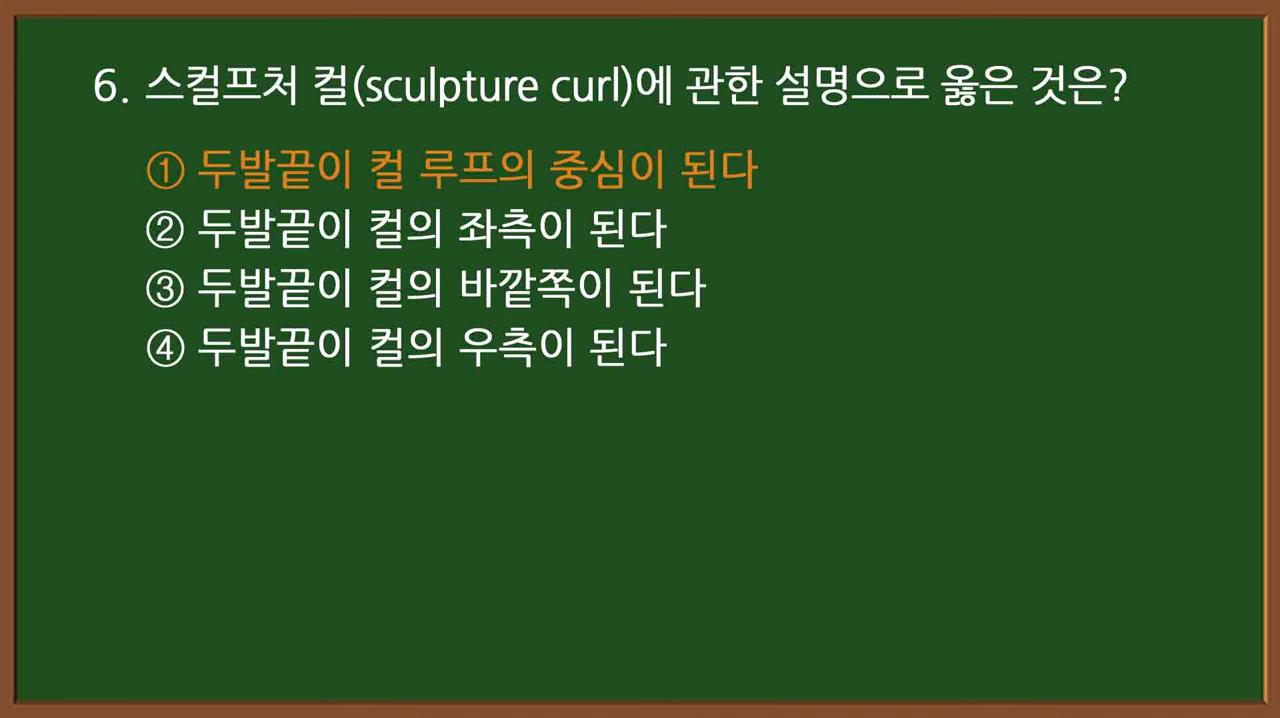 6. 스컬프처 컬(sculpture curl)에 관한 설명으로 옳은 것은?
① 두발끝이 컬 루프의 중심이 된다
② 두발끝이 컬의 좌측이 된다
③ 두발끝이 컬의 바깥쪽이 된다
④ 두발끝이 컬의 우측이 된다